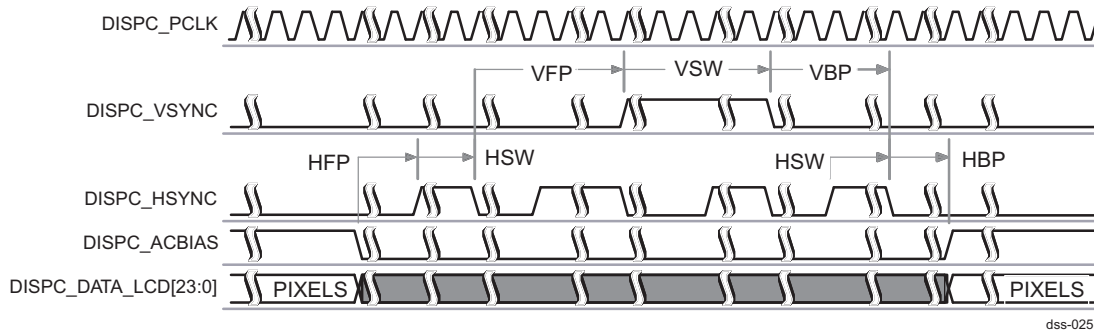 DISPC_PCLK
VFP VSW VBP
DISPC_VSYNC
HFP HSW HSW HBP
DISPC_HSYNC
DISPC_ACBIAS
DISPC_DATA_LCD[23:0] PIXELS PIXELS
dss-025